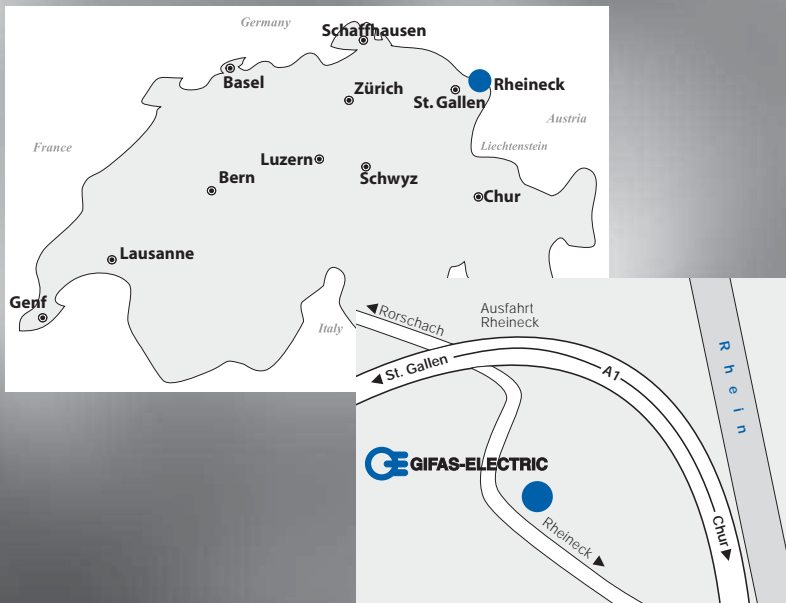 Germany
Schaffhausen
Basel
Zürich
Rheineck
St. Gallen
Austria
France
Liechtenstein
Luzern
Schwyz
Bern
Chur
Lausanne
Genf
Italy
Rorschach
Ausfahrt
Rheineck
St. Gallen
A1
Rhein
GIFAS-ELECTRIC
Rheineck
Chur